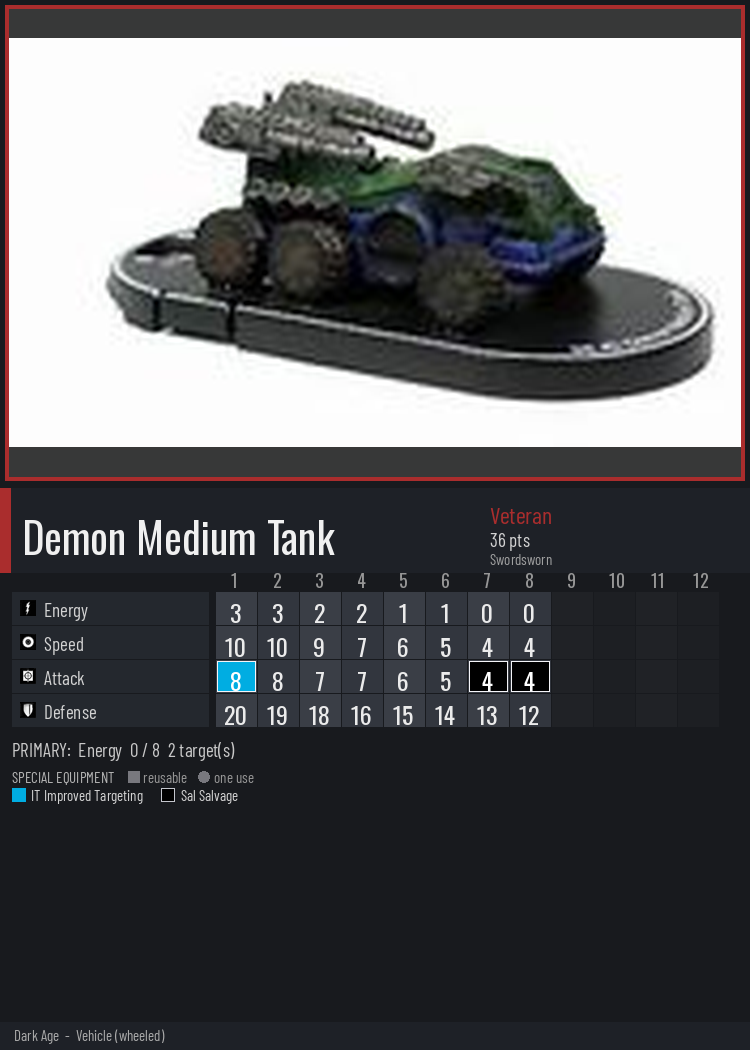 Demon Medium Tank
Veteran
36 pts
Swordsworn
1 2 3 4 5 6 7 8 9 10 11 12
Energy 3 3 2 2 1 1 0 0
Speed 10 10 9 7 6 5 4 4
Attack 8 8 7 7 6 5 4 4
Defense 20 19 18 16 15 14 13 12
PRIMARY: Energy 0 / 8 2 target(s)
SPECIAL EQUIPMENT reusable one use
IT Improved Targeting Sal Salvage
Dark Age - Vehicle (wheeled)